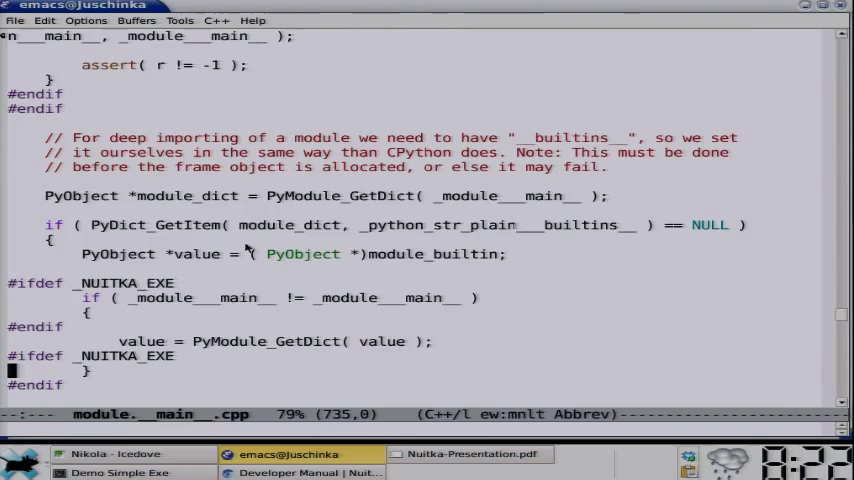 emacs@Juschinka
File Edit Options Buffers Tools C++ Help
n___main__, _module___main__ );
assert( r != -1 );
}
#endif
#endif
// For deep importing of a module we need to have "__builtins__", so we set
// it ourselves in the same way than CPython does. Note: This must be done
// before the frame object is allocated, or else it may fail.
PyObject *module_dict = PyModule_GetDict( _module___main__ );
if ( PyDict_GetItem( module_dict, _python_str_plain___builtins__ ) == NULL )
{
PyObject *value = ( PyObject *)module_builtin;
#ifdef _NUITKA_EXE
if ( _module___main__ != _module___main__ )
{
#endif
value = PyModule_GetDict( value );
#ifdef _NUITKA_EXE
}
#endif
--:--- module.__main__.cpp 79% (735,0) (C++/l ew:mnlt Abbrev)
Nikola - Icedove emacs@Juschinka Nuitka-Presentation.pdf
Demo Simple Exe Developer Manual | Nuit...
8:22